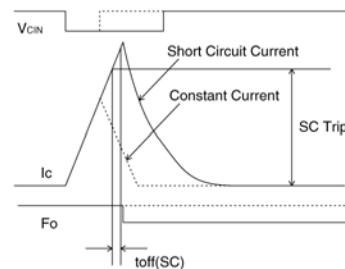 VCIN
Short Circuit Current
Constant Current
SC Trip
Ic
Fo
toff(SC)